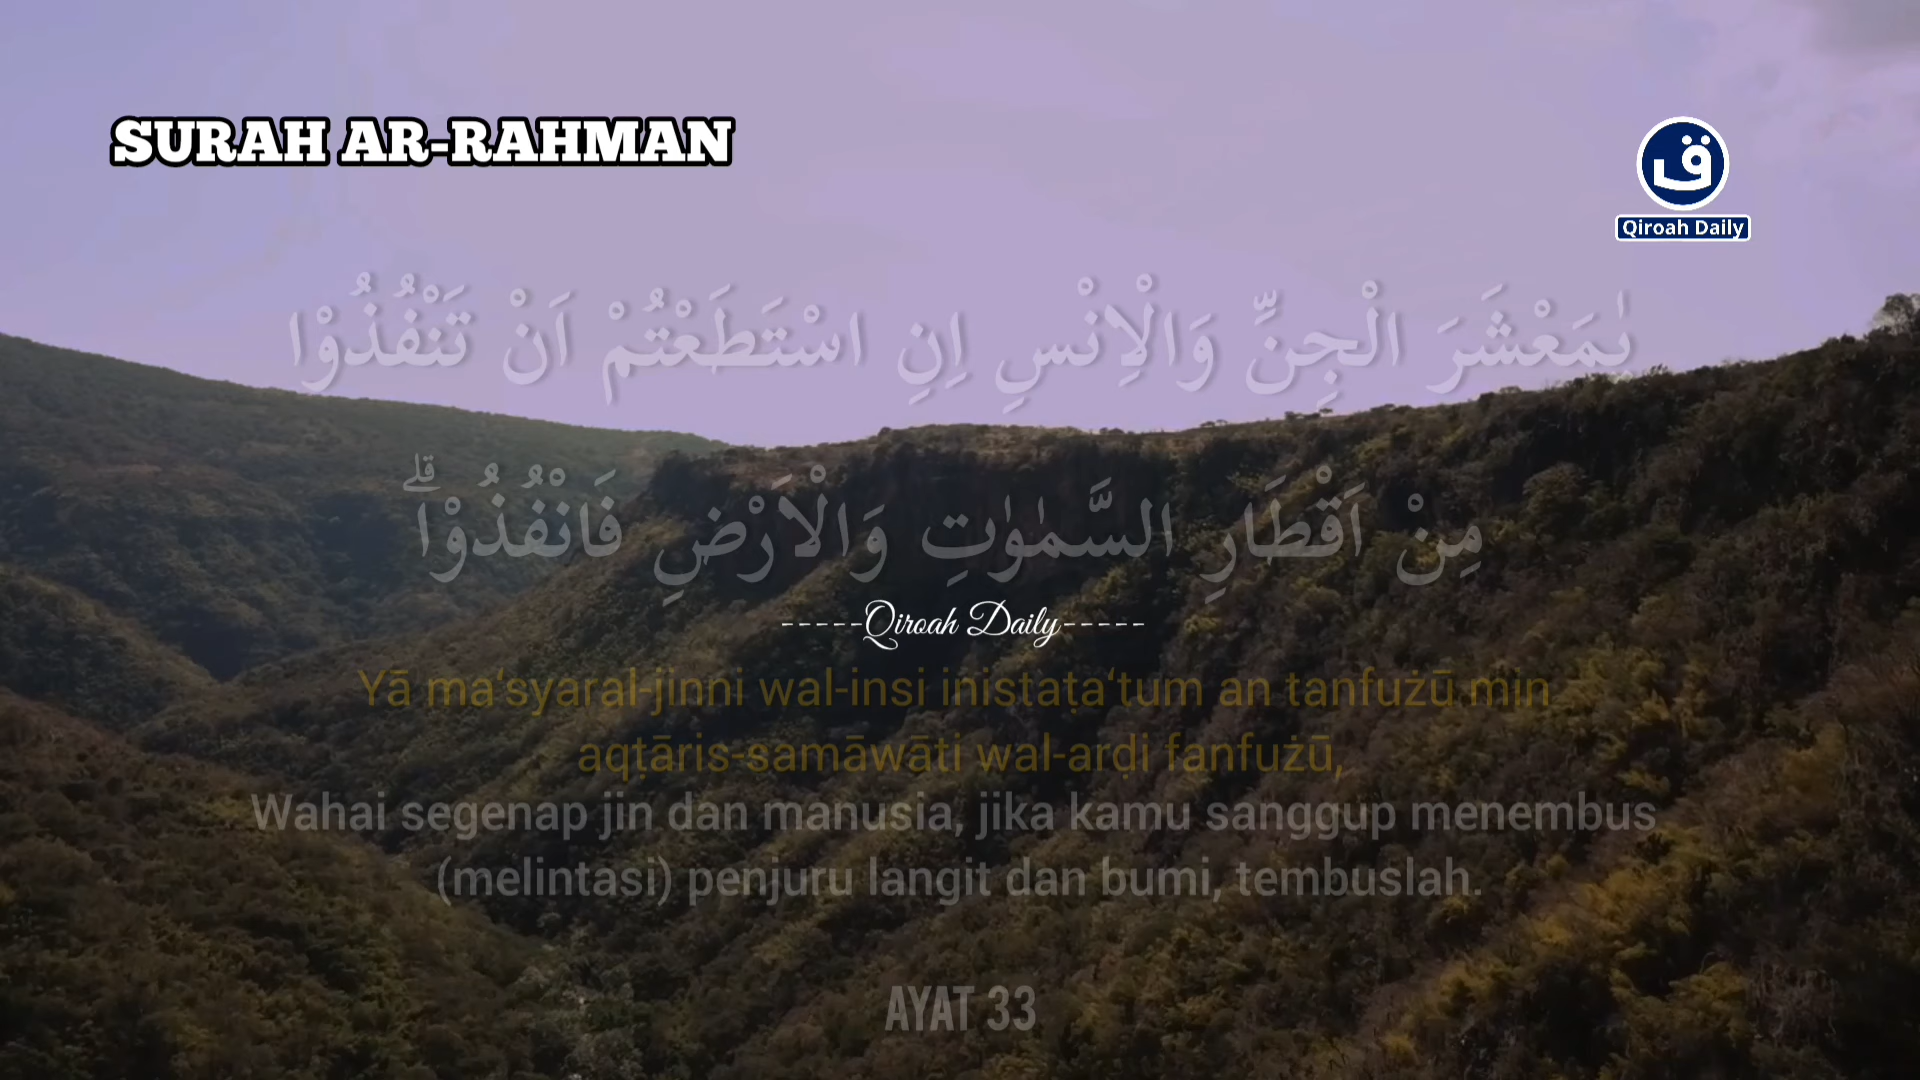 SURAH AR-RAHMAN
ق
Qiroah Daily
يٰمَعْشَرَ الْجِنِّ وَالْاِنْسِ اِنِ اسْتَطَعْتُمْ اَنْ تَنْفُذُوْا
مِنْ اَقْطَارِ السَّمٰوٰتِ وَالْاَرْضِ فَانْفُذُوْاۗ
-----Qiroah Daily-----
Yā ma‘syaral-jinni wal-insi inistaṭa‘tum an tanfużū min
aqṭāris-samāwāti wal-arḍi fanfużū,
Wahai segenap jin dan manusia, jika kamu sanggup menembus
(melintasi) penjuru langit dan bumi, tembuslah.
AYAT 33